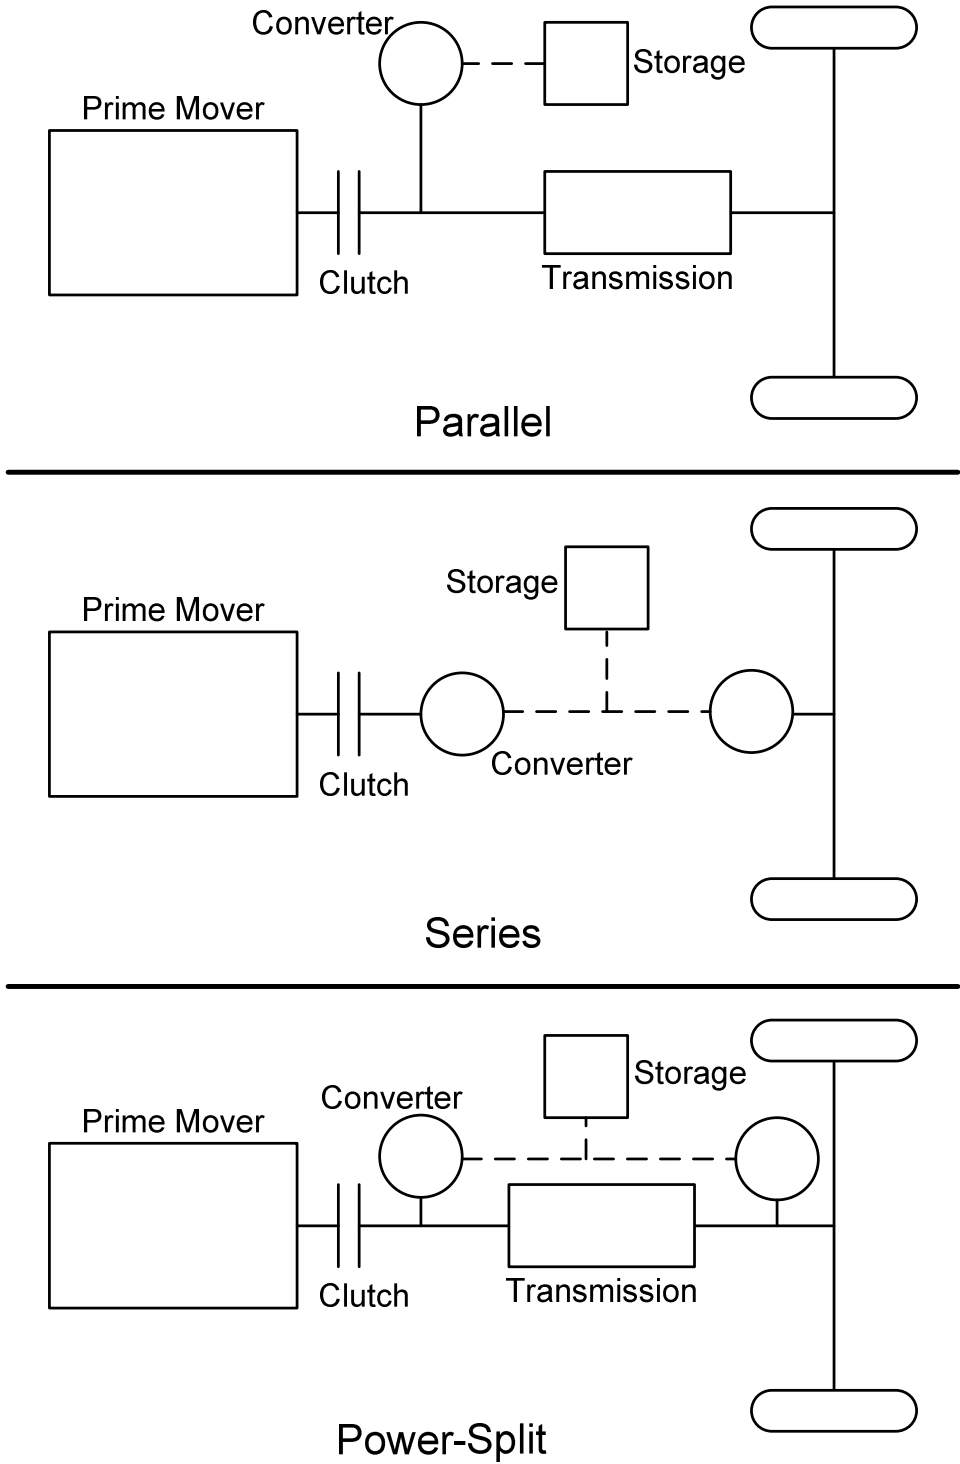 Converter
Storage
Prime Mover
Clutch
Transmission
Parallel
Storage
Prime Mover
Converter
Clutch
Series
Storage
Converter
Prime Mover
Transmission
Clutch
Power-Split